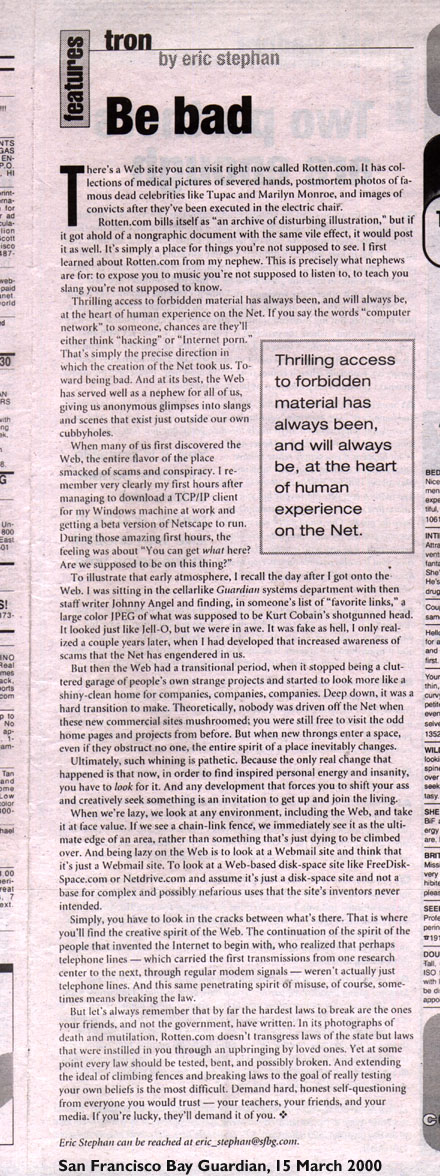 features
tron
by eric stephan
Be bad
There's a Web site you can visit right now called Rotten.com. It has col-
lections of medical pictures of severed hands, postmortem photos of fa-
mous dead celebrities like Tupac and Marilyn Monroe, and images of
convicts after they've been executed in the electric chair.
Rotten.com bills itself as "an archive of disturbing illustration," but if
it got ahold of a nongraphic document with the same vile effect, it would post
it as well. It's simply a place for things you're not supposed to see. I first
learned about Rotten.com from my nephew. This is precisely what nephews
are for: to expose you to music you're not supposed to listen to, to teach you
slang you're not supposed to know.
Thrilling access to forbidden material has always been, and will always be,
at the heart of human experience on the Net. If you say the words "computer
network" to someone, chances are they'll
either think "hacking" or "Internet porn."
That's simply the precise direction in
which the creation of the Net took us. To-
ward being bad. And at its best, the Web
has served well as a nephew for all of us,
giving us anonymous glimpses into slangs
and scenes that exist just outside our own
cubbyholes.
When many of us first discovered the
Web, the entire flavor of the place
smacked of scams and conspiracy. I re-
member very clearly my first hours after
managing to download a TCP/IP client
for my Windows machine at work and
getting a beta version of Netscape to run.
During those amazing first hours, the
feeling was about "You can get what here?
Are we supposed to be on this thing?"
Thrilling access
to forbidden
material has
always been,
and will always
be, at the heart
of human
experience
on the Net.
To illustrate that early atmosphere, I recall the day after I got onto the
Web. I was sitting in the cellarlike Guardian systems department with then
staff writer Johnny Angel and finding, in someone's list of "favorite links," a
large color JPEG of what was supposed to be Kurt Cobain's shotgunned head.
It looked just like Jell-O, but we were in awe. It was fake as hell, I only real-
ized a couple years later, when I had developed that increased awareness of
scams that the Net has engendered in us.
But then the Web had a transitional period, when it stopped being a clut-
tered garage of people's own strange projects and started to look more like a
shiny-clean home for companies, companies, companies. Deep down, it was a
hard transition to make. Theoretically, nobody was driven off the Net when
these new commercial sites mushroomed; you were still free to visit the odd
home pages and projects from before. But when new throngs enter a space,
even if they obstruct no one, the entire spirit of a place inevitably changes.
Ultimately, such whining is pathetic. Because the only real change that
happened is that now, in order to find inspired personal energy and insanity,
you have to look for it. And any development that forces you to shift your ass
and creatively seek something is an invitation to get up and join the living.
When we're lazy, we look at any environment, including the Web, and take
it at face value. If we see a chain-link fence, we immediately see it as the ulti-
mate edge of an area, rather than something that's just dying to be climbed
over. And being lazy on the Web is to look at a Webmail site and think that
it's just a Webmail site. To look at a Web-based disk-space site like FreeDisk-
Space.com or Netdrive.com and assume it's just a disk-space site and not a
base for complex and possibly nefarious uses that the site's inventors never
intended.
Simply, you have to look in the cracks between what's there. That is where
you'll find the creative spirit of the Web. The continuation of the spirit of the
people that invented the Internet to begin with, who realized that perhaps
telephone lines — which carried the first transmissions from one research
center to the next, through regular modem signals — weren't actually just
telephone lines. And this same penetrating spirit of misuse, of course, some-
times means breaking the law.
But let's always remember that by far the hardest laws to break are the ones
your friends, and not the government, have written. In its photographs of
death and mutilation, Rotten.com doesn't transgress laws of the state but laws
that were instilled in you through an upbringing by loved ones. Yet at some
point every law should be tested, bent, and possibly broken. And extending
the ideal of climbing fences and breaking laws to the goal of really testing
your own beliefs is the most difficult. Demand hard, honest self-questioning
from everyone you would trust — your teachers, your friends, and your
media. If you're lucky, they'll demand it of you. ❖
Eric Stephan can be reached at eric_stephan@sfbg.com.
San Francisco Bay Guardian, 15 March 2000